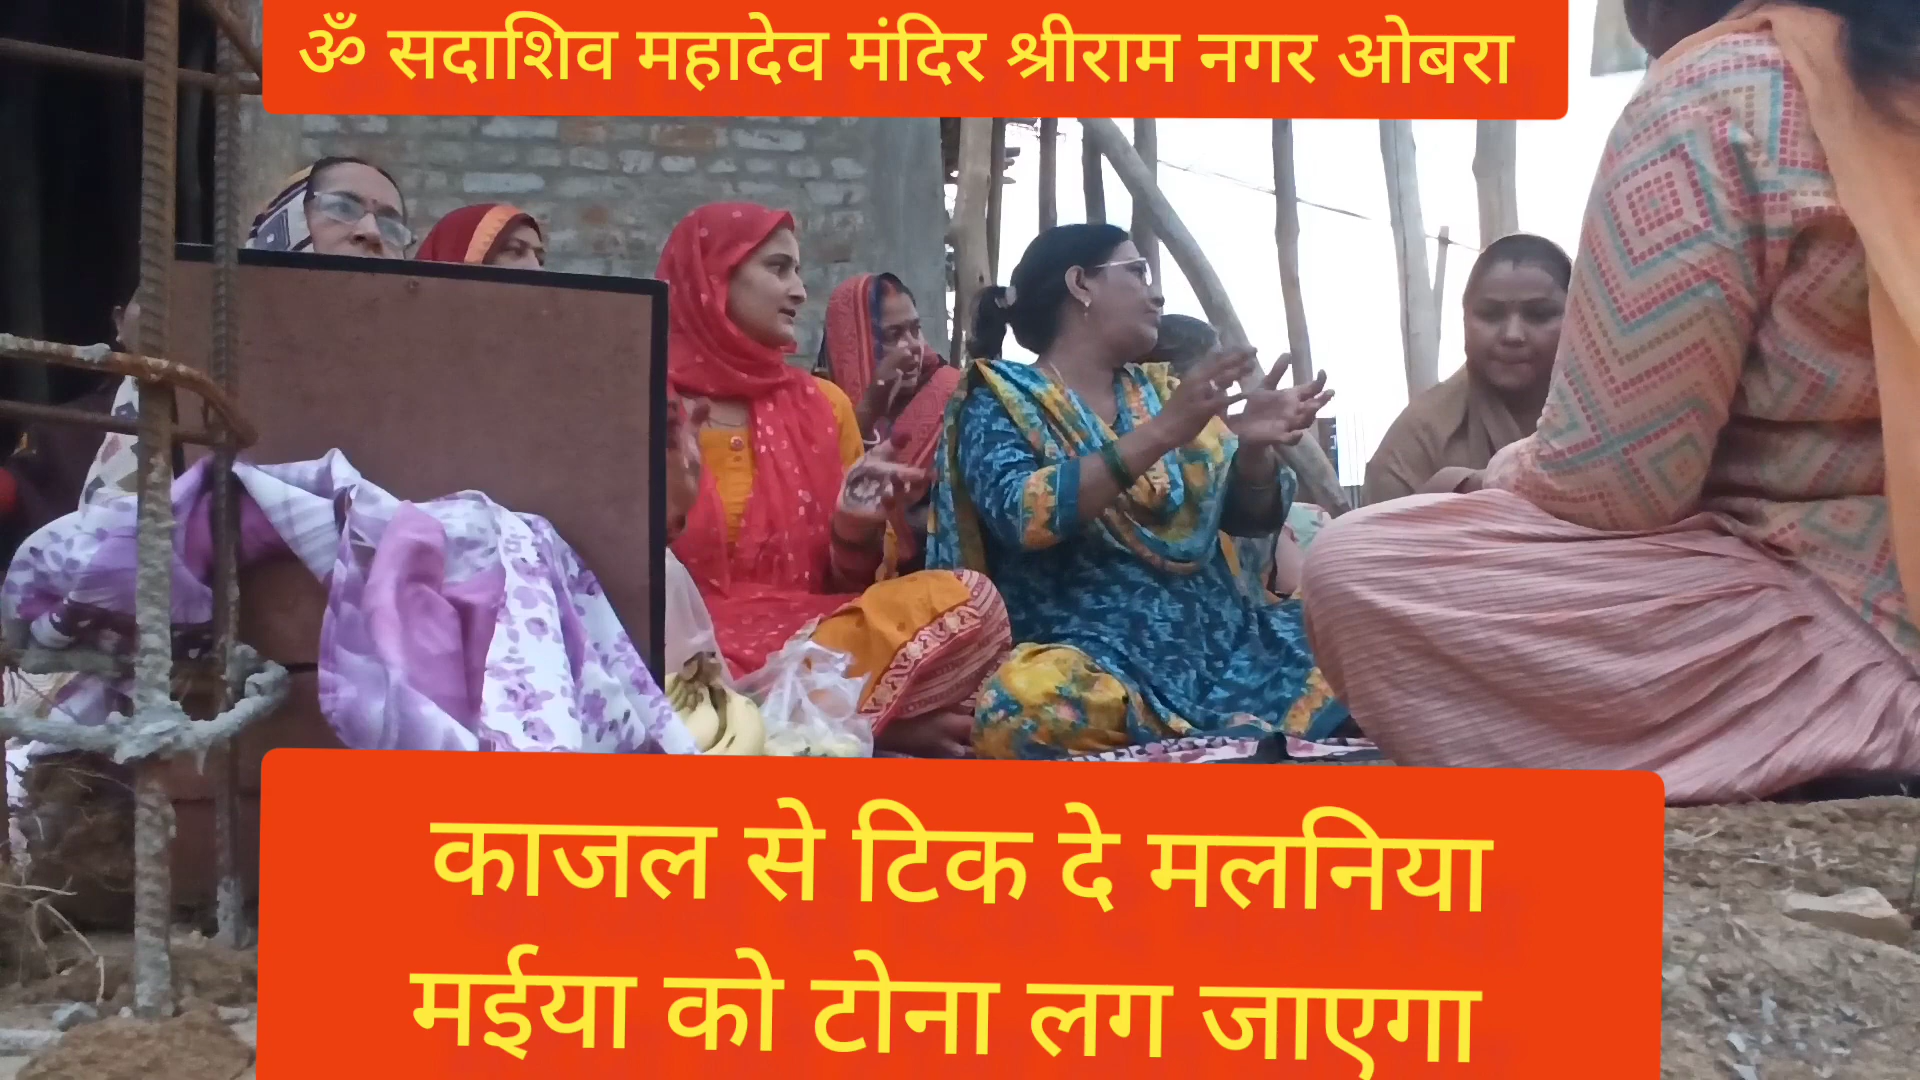 ॐ सदाशिव महादेव मंदिर श्रीराम नगर ओबरा
काजल से टिक दे मलनिया
मईया को टोना लग जाएगा